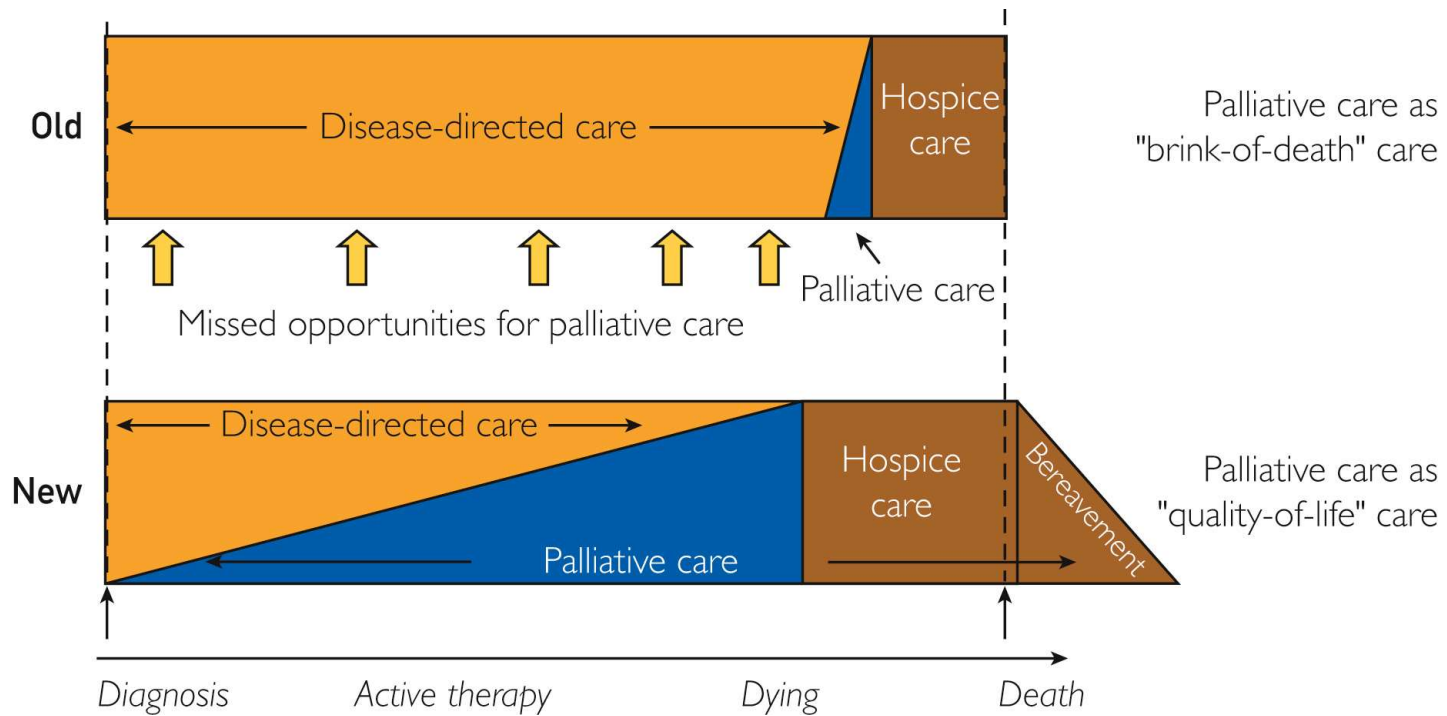 Old
Disease-directed care
Hospice
care
Palliative care as
"brink-of-death" care
Palliative care
Missed opportunities for palliative care
New
Disease-directed care
Palliative care
Hospice
care
Bereavement
Palliative care as
"quality-of-life" care
Diagnosis
Active therapy
Dying
Death